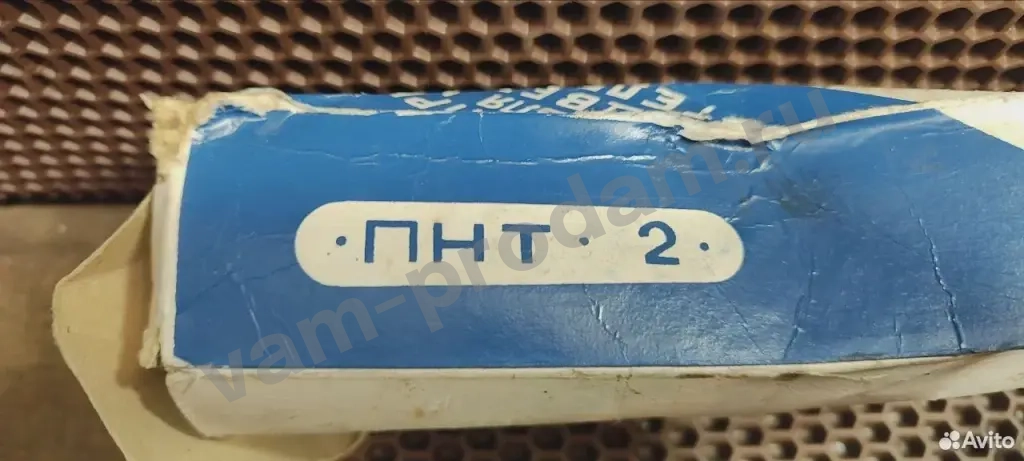 ·ПНТ· 2·
vam-prodam.ru
Avito